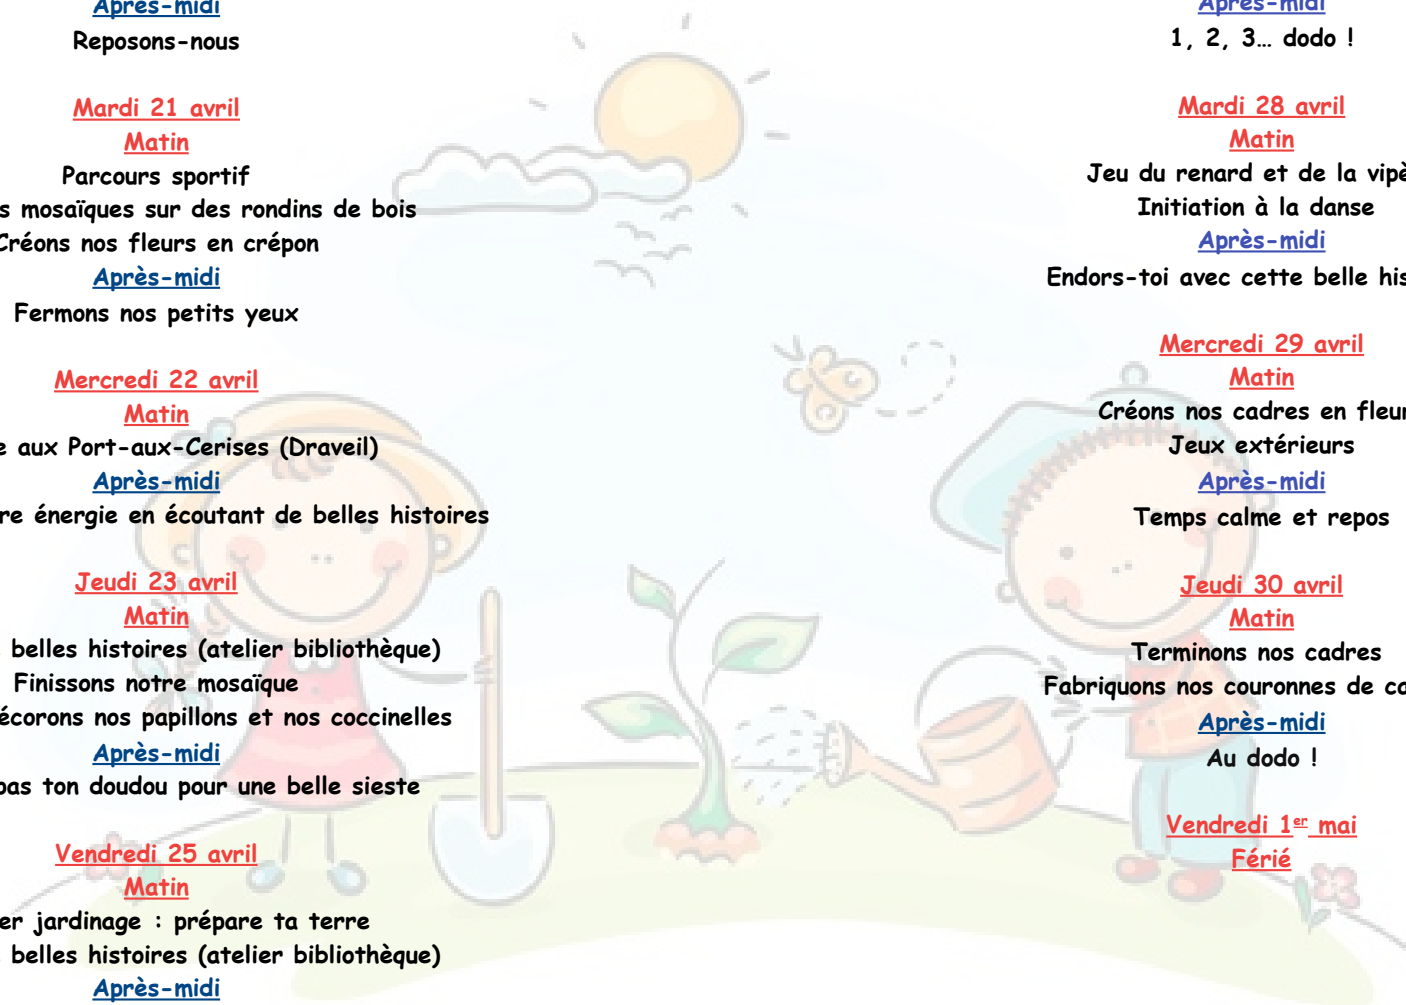 Après-midi
Reposons-nous
Mardi 21 avril
Matin
Parcours sportif
mosaïques sur des rondins de bois
Créons nos fleurs en crépon
Après-midi
Fermons nos petits yeux
Mercredi 22 avril
Matin
aux Port-aux-Cerises (Draveil)
Après-midi
énergie en écoutant de belles histoires
Jeudi 23 avril
Matin
belles histoires (atelier bibliothèque)
Finissons notre mosaïque
écorons nos papillons et nos coccinelles
Après-midi
pas ton doudou pour une belle sieste
Vendredi 25 avril
Matin
er jardinage : prépare ta terre
belles histoires (atelier bibliothèque)
Après-midi
Après-midi
1, 2, 3… dodo !
Mardi 28 avril
Matin
Jeu du renard et de la vipè
Initiation à la danse
Après-midi
Endors-toi avec cette belle his
Mercredi 29 avril
Matin
Créons nos cadres en fleur
Jeux extérieurs
Après-midi
Temps calme et repos
Jeudi 30 avril
Matin
Terminons nos cadres
Fabriquons nos couronnes de
Après-midi
Au dodo !
Vendredi 1er mai
Férié